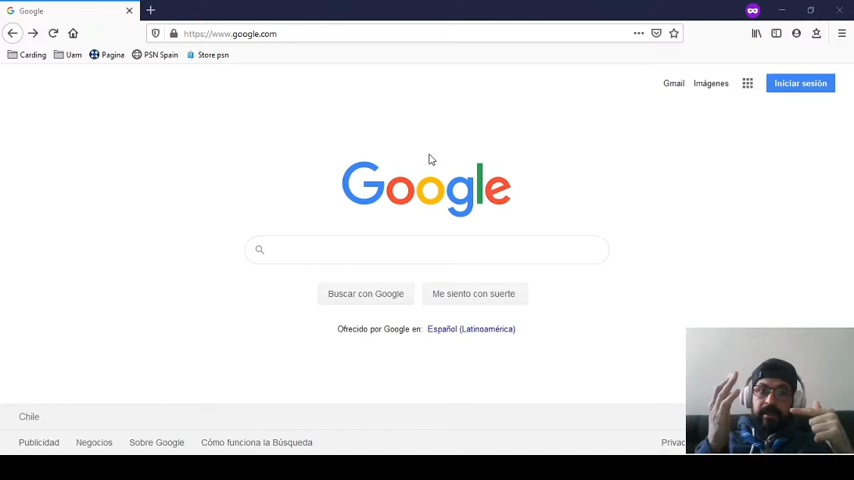 Google
https://www.google.com
Carding Uam Pagina PSN Spain Store psn
Gmail Imágenes Iniciar sesión
Google
Buscar con Google Me siento con suerte
Ofrecido por Google en: Español (Latinoamérica)
Chile
Publicidad Negocios Sobre Google Cómo funciona la Búsqueda Privac